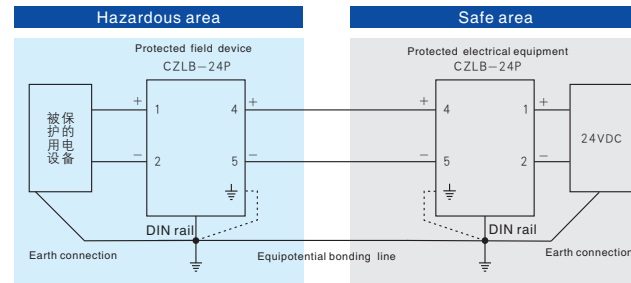 Hazardous area
Safe area
Protected field device
CZLB—24P
Protected electrical equipment
CZLB—24P
+
1
4
+
+
4
1
+
被保
护的
用电
设备
24VDC
—
2
5
—
—
5
2
—
DIN rail
DIN rail
Earth connection
Equipotential bonding line
Earth connection